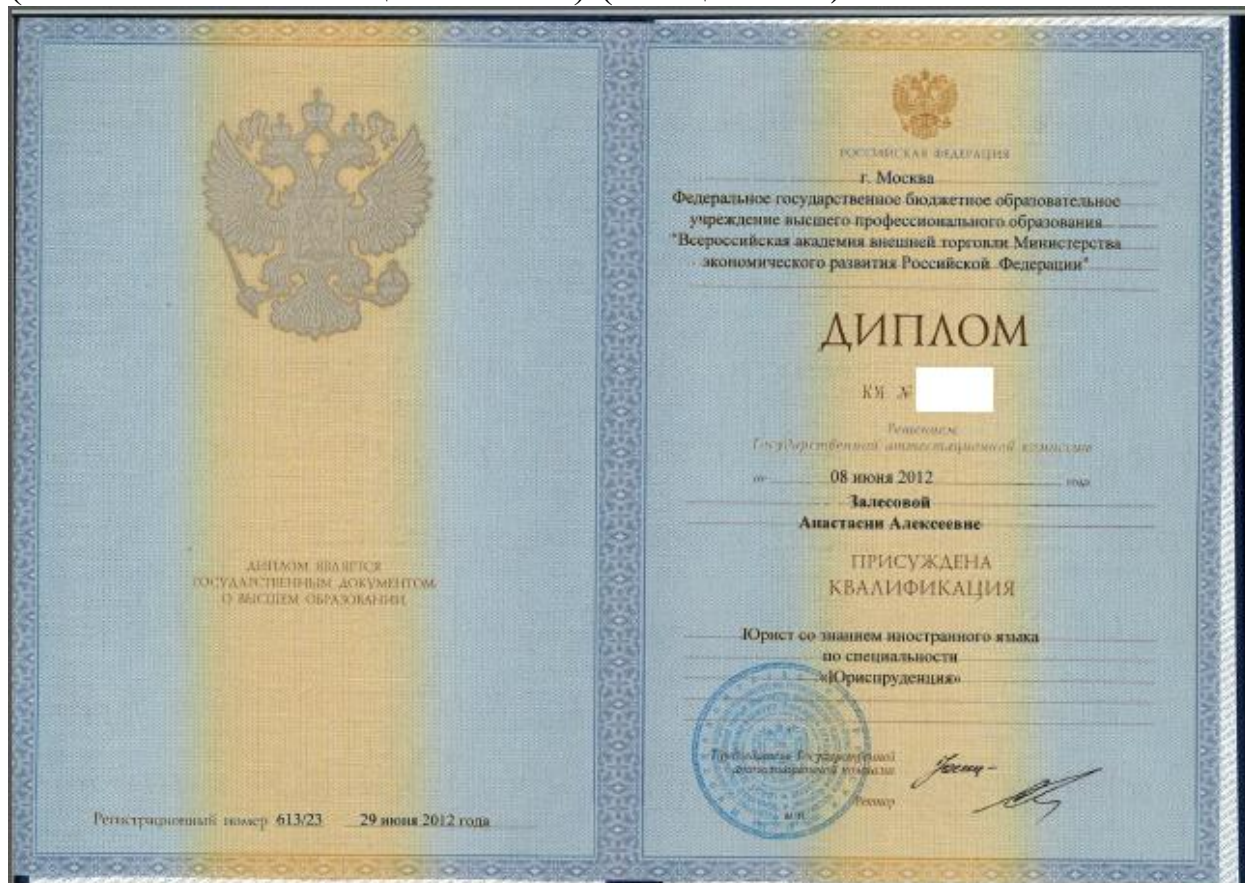 ДИПЛОМ ЯВЛЯЕТСЯ
ГОСУДАРСТВЕННЫМ ДОКУМЕНТОМ
О ВЫСШЕМ ОБРАЗОВАНИИ
Регистрационный номер 613/23 29 июня 2012 года
РОССИЙСКАЯ ФЕДЕРАЦИЯ
г. Москва
Федеральное государственное бюджетное образовательное
учреждение высшего профессионального образования
"Всероссийская академия внешней торговли Министерства
экономического развития Российской Федерации"
ДИПЛОМ
КЯ №
Решением
Государственной аттестационной комиссии
от 08 июня 2012 года
Залесовой
Анастасии Алексеевне
ПРИСУЖДЕНА
КВАЛИФИКАЦИЯ
Юрист со знанием иностранного языка
по специальности
«Юриспруденция»
Председатель Государственной
аттестационной комиссии
Ректор
М.П.